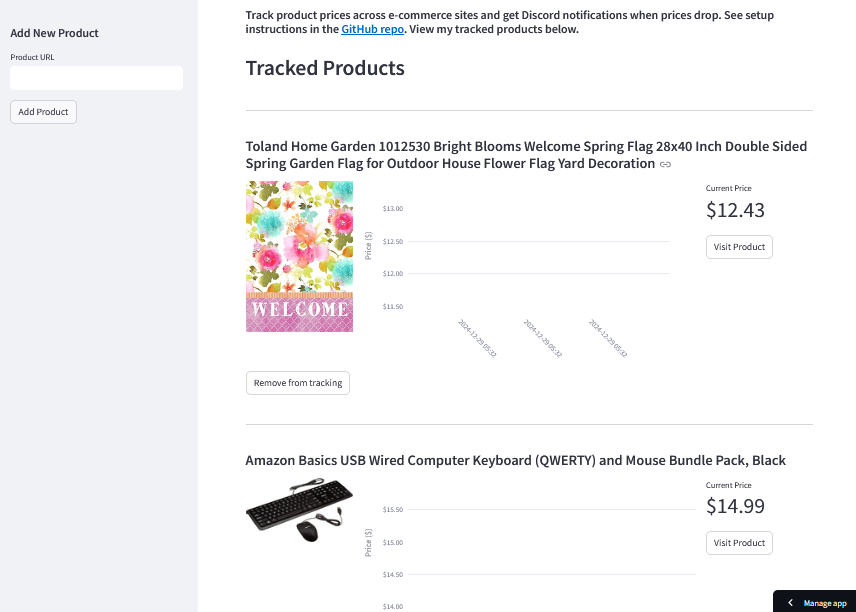 Add New Product
Product URL
Add Product
Track product prices across e-commerce sites and get Discord notifications when prices drop. See setup
instructions in the GitHub repo. View my tracked products below.
Tracked Products
Toland Home Garden 1012530 Bright Blooms Welcome Spring Flag 28x40 Inch Double Sided
Spring Garden Flag for Outdoor House Flower Flag Yard Decoration
WELCOME
Price ($)
$13.00
$12.50
$12.00
$11.50
2024-12-29 05:32
2024-12-29 05:32
2024-12-29 05:32
Current Price
$12.43
Visit Product
Remove from tracking
Amazon Basics USB Wired Computer Keyboard (QWERTY) and Mouse Bundle Pack, Black
Price ($)
$15.50
$15.00
$14.50
$14.00
Current Price
$14.99
Visit Product
Manage app